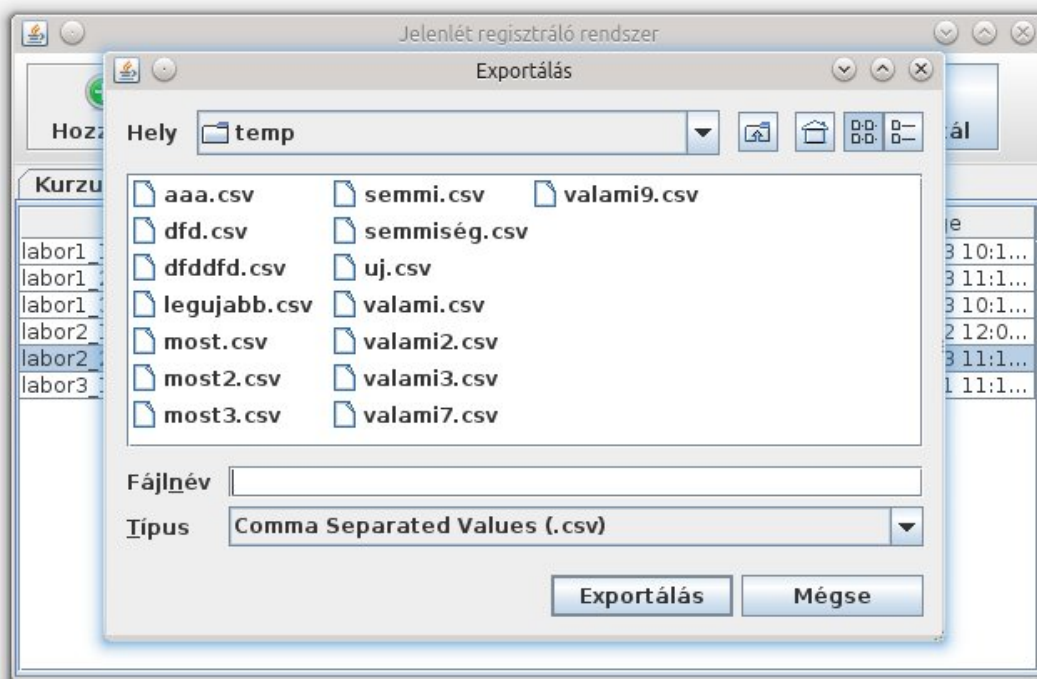 Jelenlét regisztráló rendszer
Exportálás
Hely temp
aaa.csv semmi.csv valami9.csv
dfd.csv semmiség.csv
dfddfd.csv uj.csv
legujabb.csv valami.csv
most.csv valami2.csv
most2.csv valami3.csv
most3.csv valami7.csv
Fájlnév
Típus Comma Separated Values (.csv)
Exportálás Mégse
Hozz
ál
Kurzu
ge
labor1_ 3 10:1...
labor1_ 3 11:1...
labor1_ 3 10:1...
labor2_ 2 12:0...
labor2_ 3 11:1...
labor3_ 1 11:1...